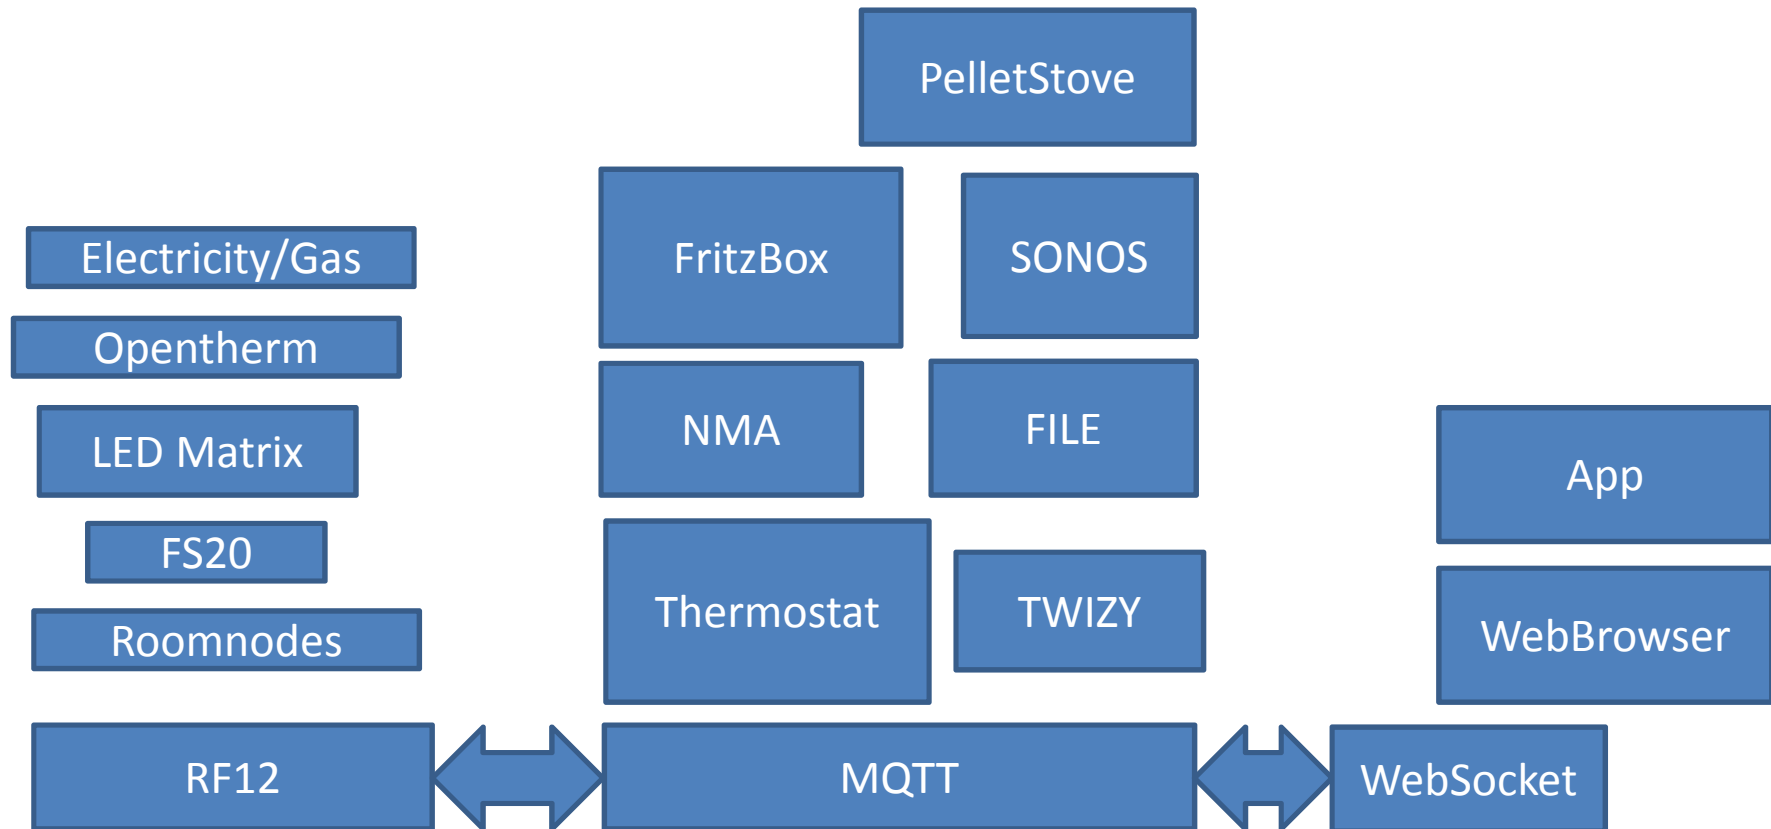 PelletStove
FritzBox
SONOS
Electricity/Gas
Opentherm
NMA
FILE
LED Matrix
App
FS20
Thermostat
TWIZY
Roomnodes
WebBrowser
RF12
MQTT
WebSocket